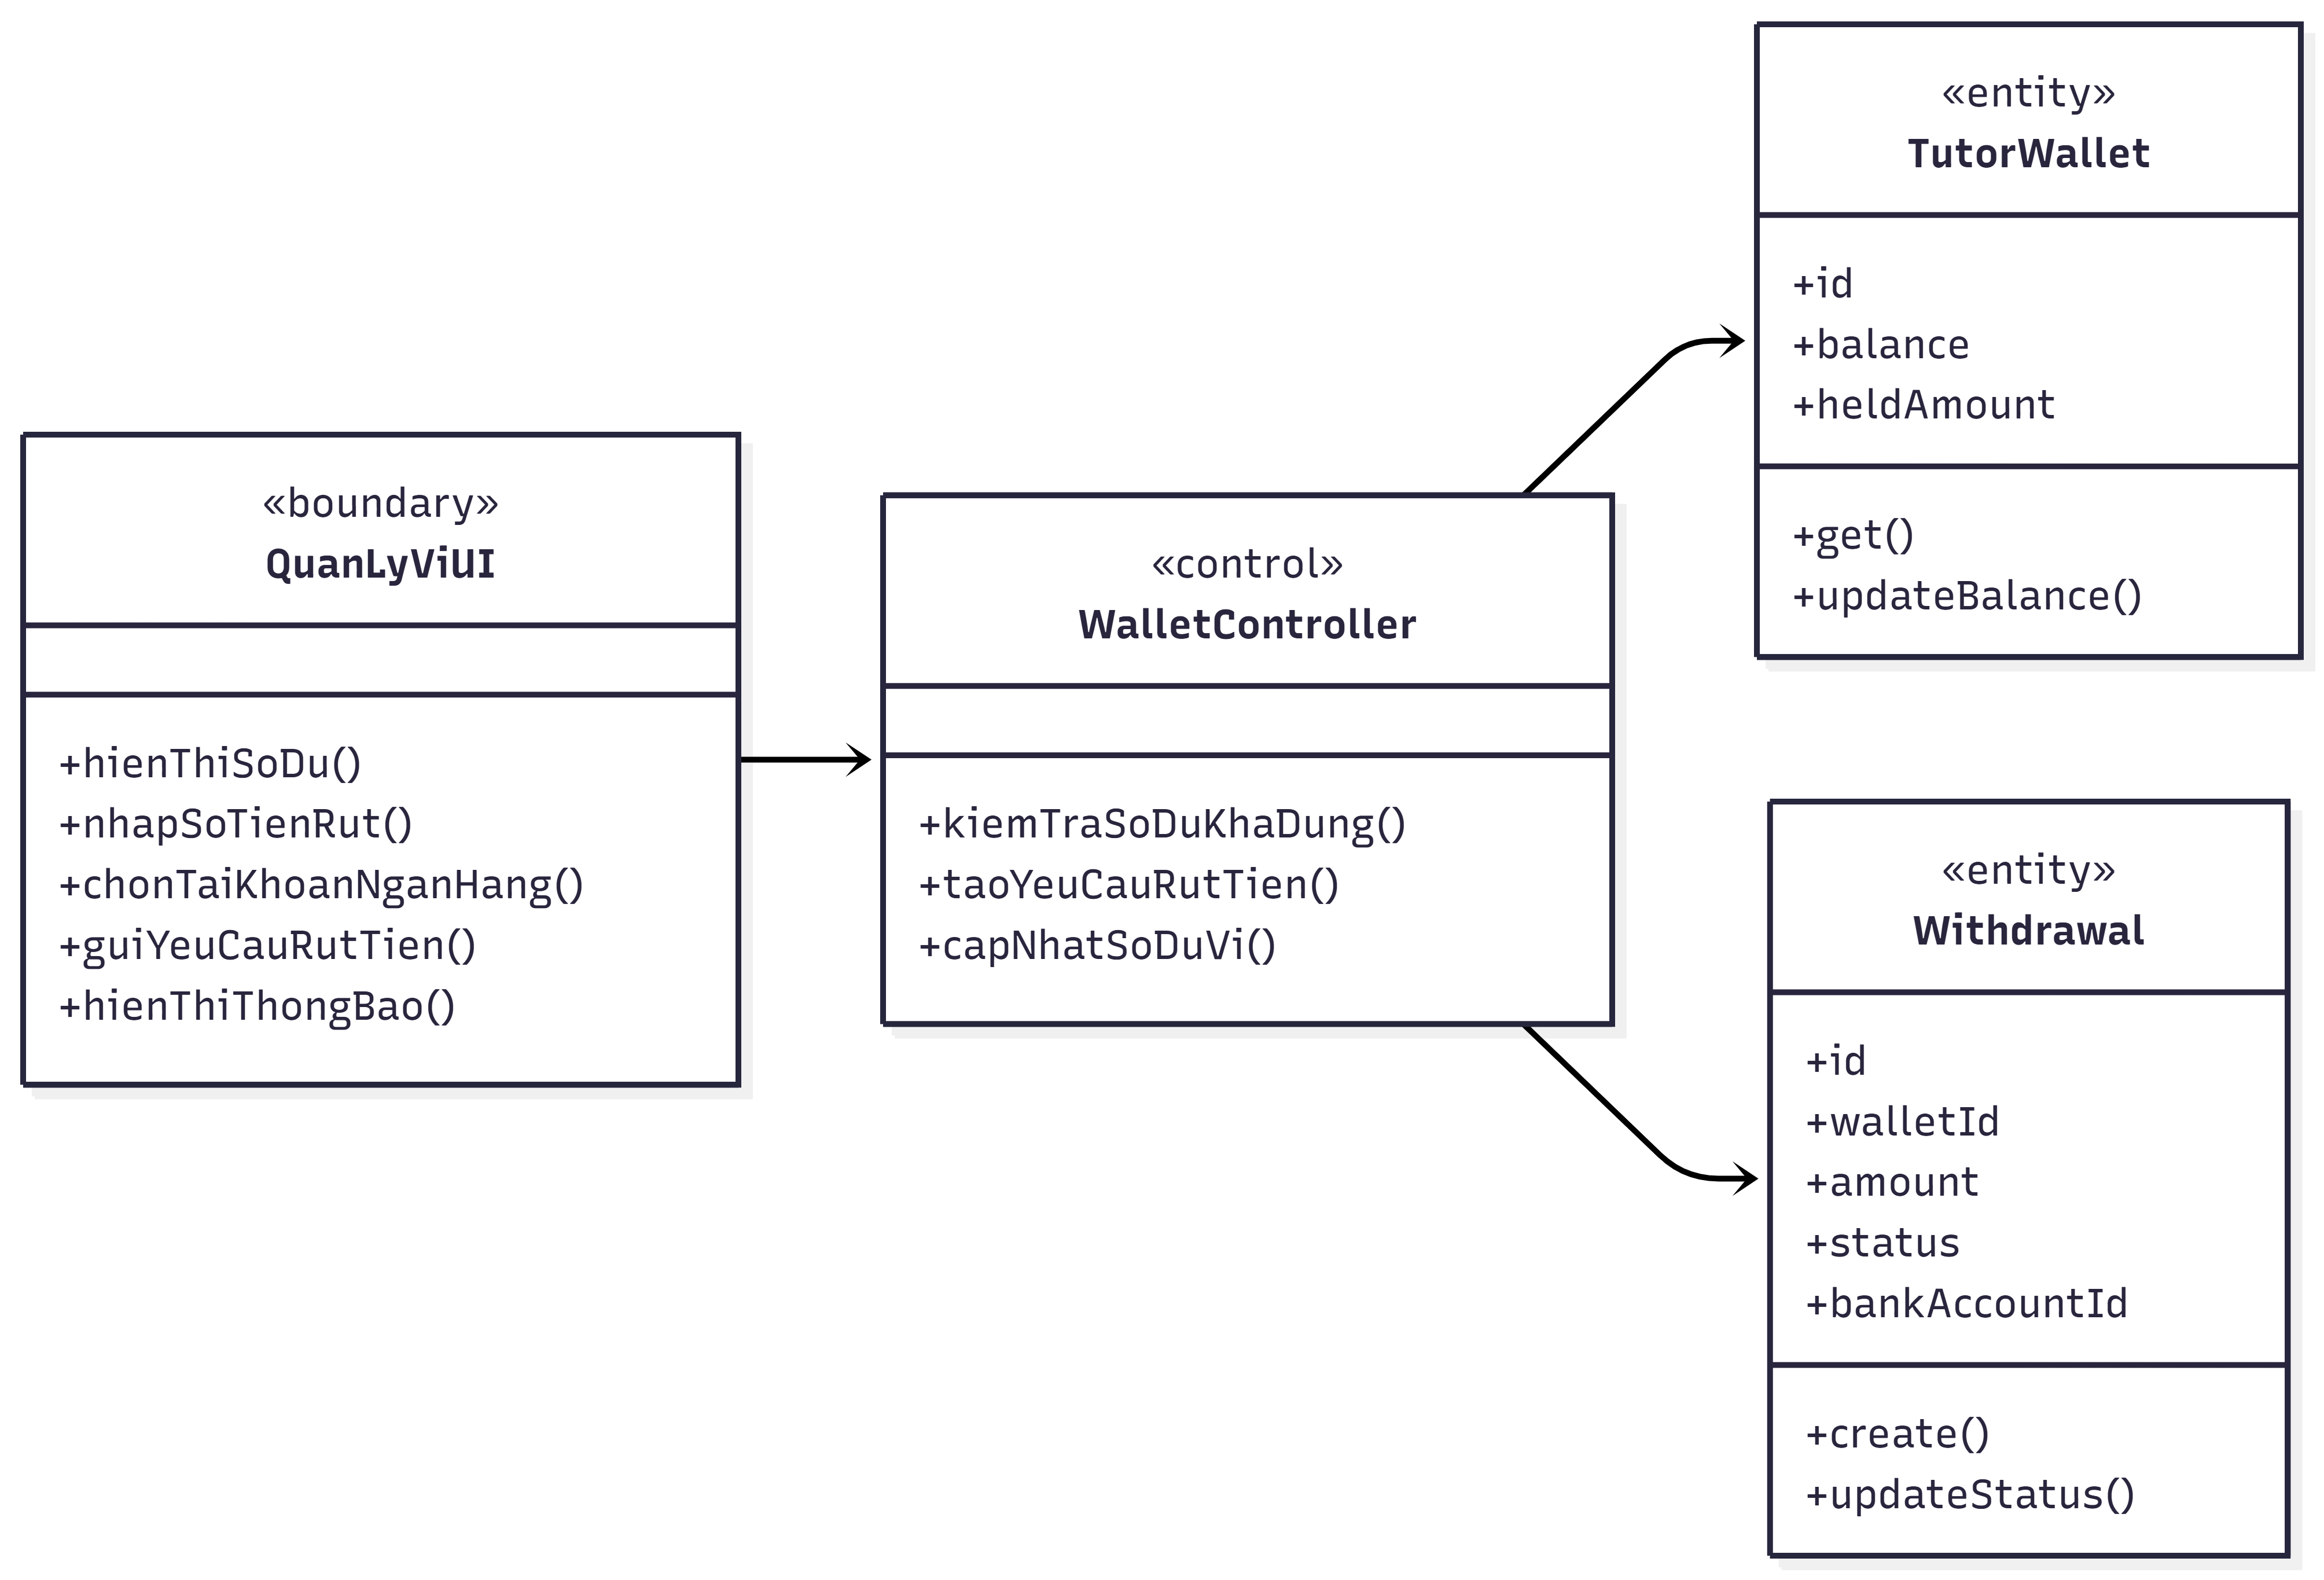 «boundary»
QuanLyViUI
+hienThiSoDu()
+nhapSoTienRut()
+chonTaiKhoanNganHang()
+guiYeuCauRutTien()
+hienThiThongBao()
«control»
WalletController
+kiemTraSoDuKhaDung()
+taoYeuCauRutTien()
+capNhatSoDuVi()
«entity»
TutorWallet
+id
+balance
+heldAmount
+get()
+updateBalance()
«entity»
Withdrawal
+id
+walletId
+amount
+status
+bankAccountId
+create()
+updateStatus()